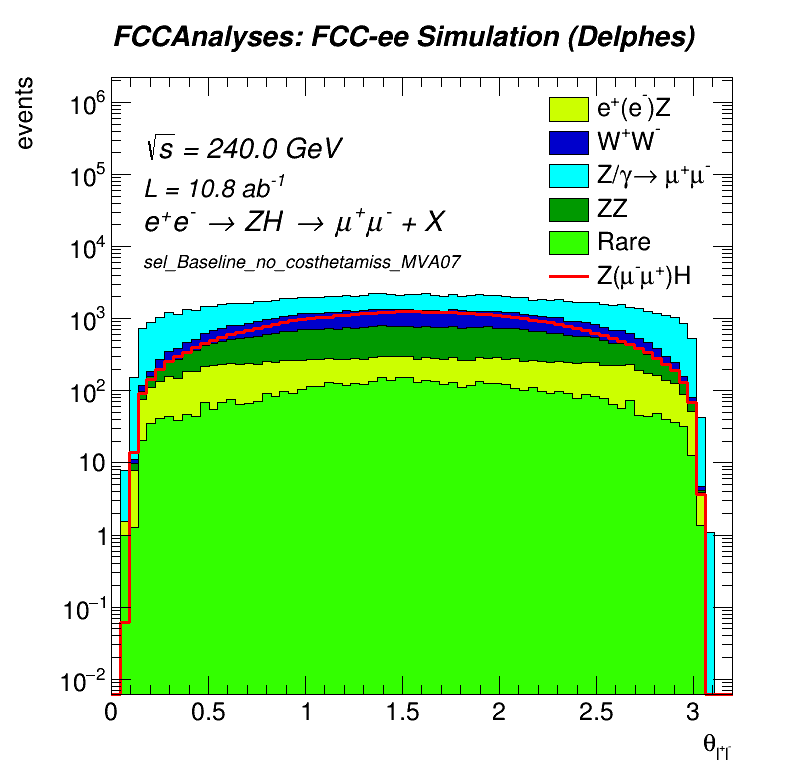 FCCAnalyses: FCC-ee Simulation (Delphes)
events
10⁶
10⁵
10⁴
10³
10²
10
1
10⁻¹
10⁻²
√s = 240.0 GeV
L = 10.8 ab⁻¹
e⁺e⁻ → ZH → μ⁺μ⁻ + X
sel_Baseline_no_costhetamiss_MVA07
e⁺(e⁻)Z
W⁺W⁻
Z/γ→ μ⁺μ⁻
ZZ
Rare
Z(μ⁻μ⁺)H
0 0.5 1 1.5 2 2.5 3
θ_{l⁺l⁻}